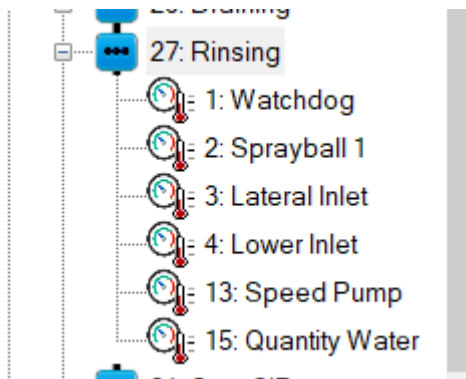 27: Rinsing
1: Watchdog
2: Sprayball 1
3: Lateral Inlet
4: Lower Inlet
13: Speed Pump
15: Quantity Water